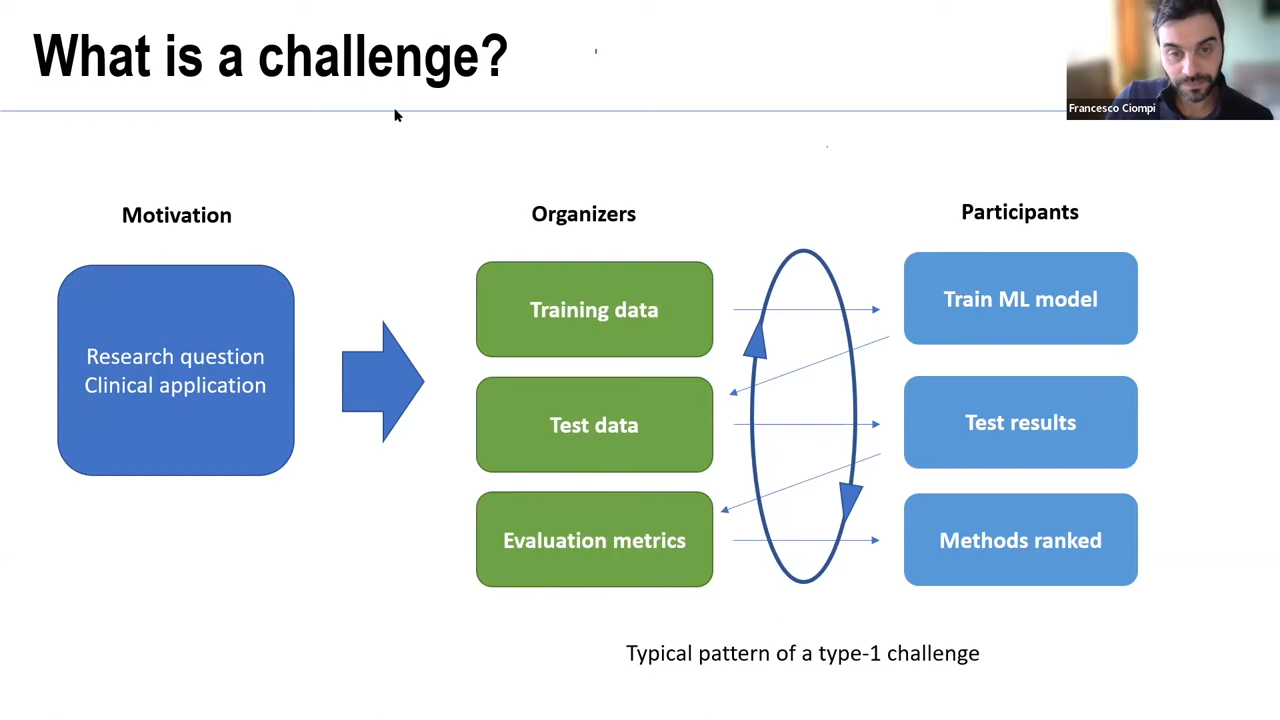 What is a challenge?
Francesco Ciompi
Motivation
Organizers
Participants
Research question
Clinical application
Training data
Train ML model
Test data
Test results
Evaluation metrics
Methods ranked
Typical pattern of a type-1 challenge